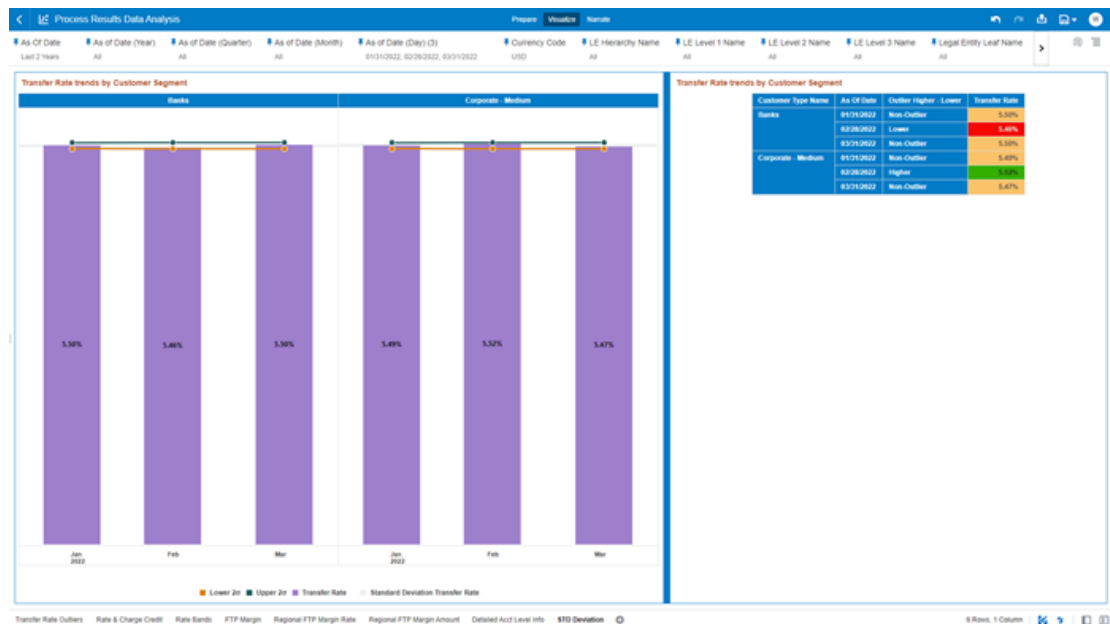 Process Results Data Analysis
Prepare Visualize Narrate
As Of Date As of Date (Year) As of Date (Quarter) As of Date (Month) As of Date (Day) (3) Currency Code LE Hierarchy Name LE Level 1 Name LE Level 2 Name LE Level 3 Name Legal Entity Leaf Name
Last 2 Years All All All 01/31/2022, 02/28/2022, 03/31/2022 USD All All All All All
Transfer Rate trends by Customer Segment
Banks Corporate - Medium
5.50% 5.46% 5.50% 5.49% 5.52% 5.47%
Jan Feb Mar Jan Feb Mar
2022 2022
Lower 2σ Upper 2σ Transfer Rate Standard Deviation Transfer Rate
Transfer Rate trends by Customer Segment
Customer Type Name As Of Date Outlier Higher - Lower Transfer Rate
Banks 01/31/2022 Non-Outlier 5.50%
02/28/2022 Lower 5.46%
03/31/2022 Non-Outlier 5.50%
Corporate - Medium 01/31/2022 Non-Outlier 5.49%
02/28/2022 Higher 5.52%
03/31/2022 Non-Outlier 5.47%
Transfer Rate Outliers Rate & Charge Credit Rate Bands FTP Margin Regional FTP Margin Rate Regional FTP Margin Amount Detailed Acct Level Info STD Deviation
6 Rows, 1 Column